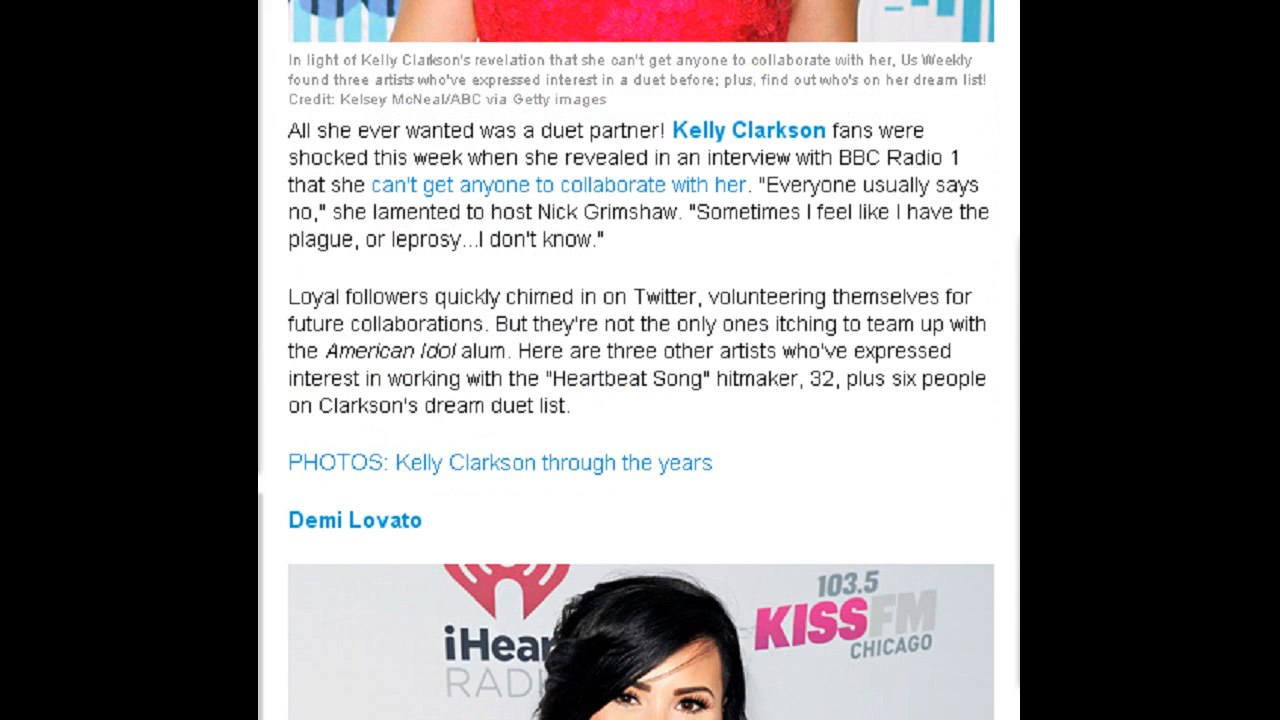 In light of Kelly Clarkson's revelation that she can't get anyone to collaborate with her, Us Weekly
found three artists who've expressed interest in a duet before; plus, find out who's on her dream list!
Credit: Kelsey McNeal/ABC via Getty images
All she ever wanted was a duet partner! Kelly Clarkson fans were
shocked this week when she revealed in an interview with BBC Radio 1
that she can't get anyone to collaborate with her. "Everyone usually says
no," she lamented to host Nick Grimshaw. "Sometimes I feel like I have the
plague, or leprosy...I don't know."
Loyal followers quickly chimed in on Twitter, volunteering themselves for
future collaborations. But they're not the only ones itching to team up with
the American Idol alum. Here are three other artists who've expressed
interest in working with the "Heartbeat Song" hitmaker, 32, plus six people
on Clarkson's dream duet list.
PHOTOS: Kelly Clarkson through the years
Demi Lovato
103.5
KISS FM
CHICAGO
iHear
RADI